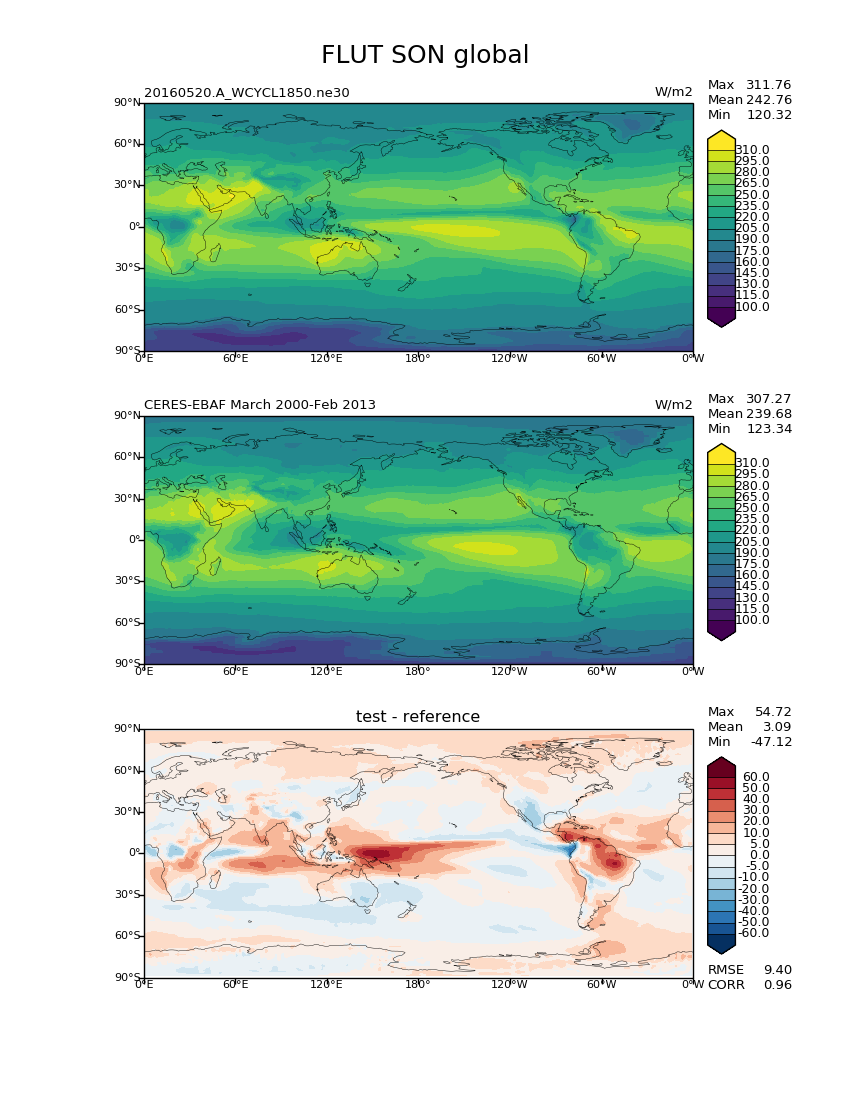 FLUT SON global
20160520.A_WCYCL1850.ne30
W/m2
Max 311.76
Mean 242.76
Min 120.32
90°N
60°N
30°N
0°
30°S
60°S
90°S
0°E 60°E 120°E 180° 120°W 60°W 0°W
310.0
295.0
280.0
265.0
250.0
235.0
220.0
205.0
190.0
175.0
160.0
145.0
130.0
115.0
100.0
CERES-EBAF March 2000-Feb 2013
W/m2
Max 307.27
Mean 239.68
Min 123.34
90°N
60°N
30°N
0°
30°S
60°S
90°S
0°E 60°E 120°E 180° 120°W 60°W 0°W
310.0
295.0
280.0
265.0
250.0
235.0
220.0
205.0
190.0
175.0
160.0
145.0
130.0
115.0
100.0
test - reference
Max 54.72
Mean 3.09
Min -47.12
90°N
60°N
30°N
0°
30°S
60°S
90°S
0°E 60°E 120°E 180° 120°W 60°W 0°W
60.0
50.0
40.0
30.0
20.0
10.0
5.0
0.0
-5.0
-10.0
-20.0
-30.0
-40.0
-50.0
-60.0
RMSE 9.40
CORR 0.96